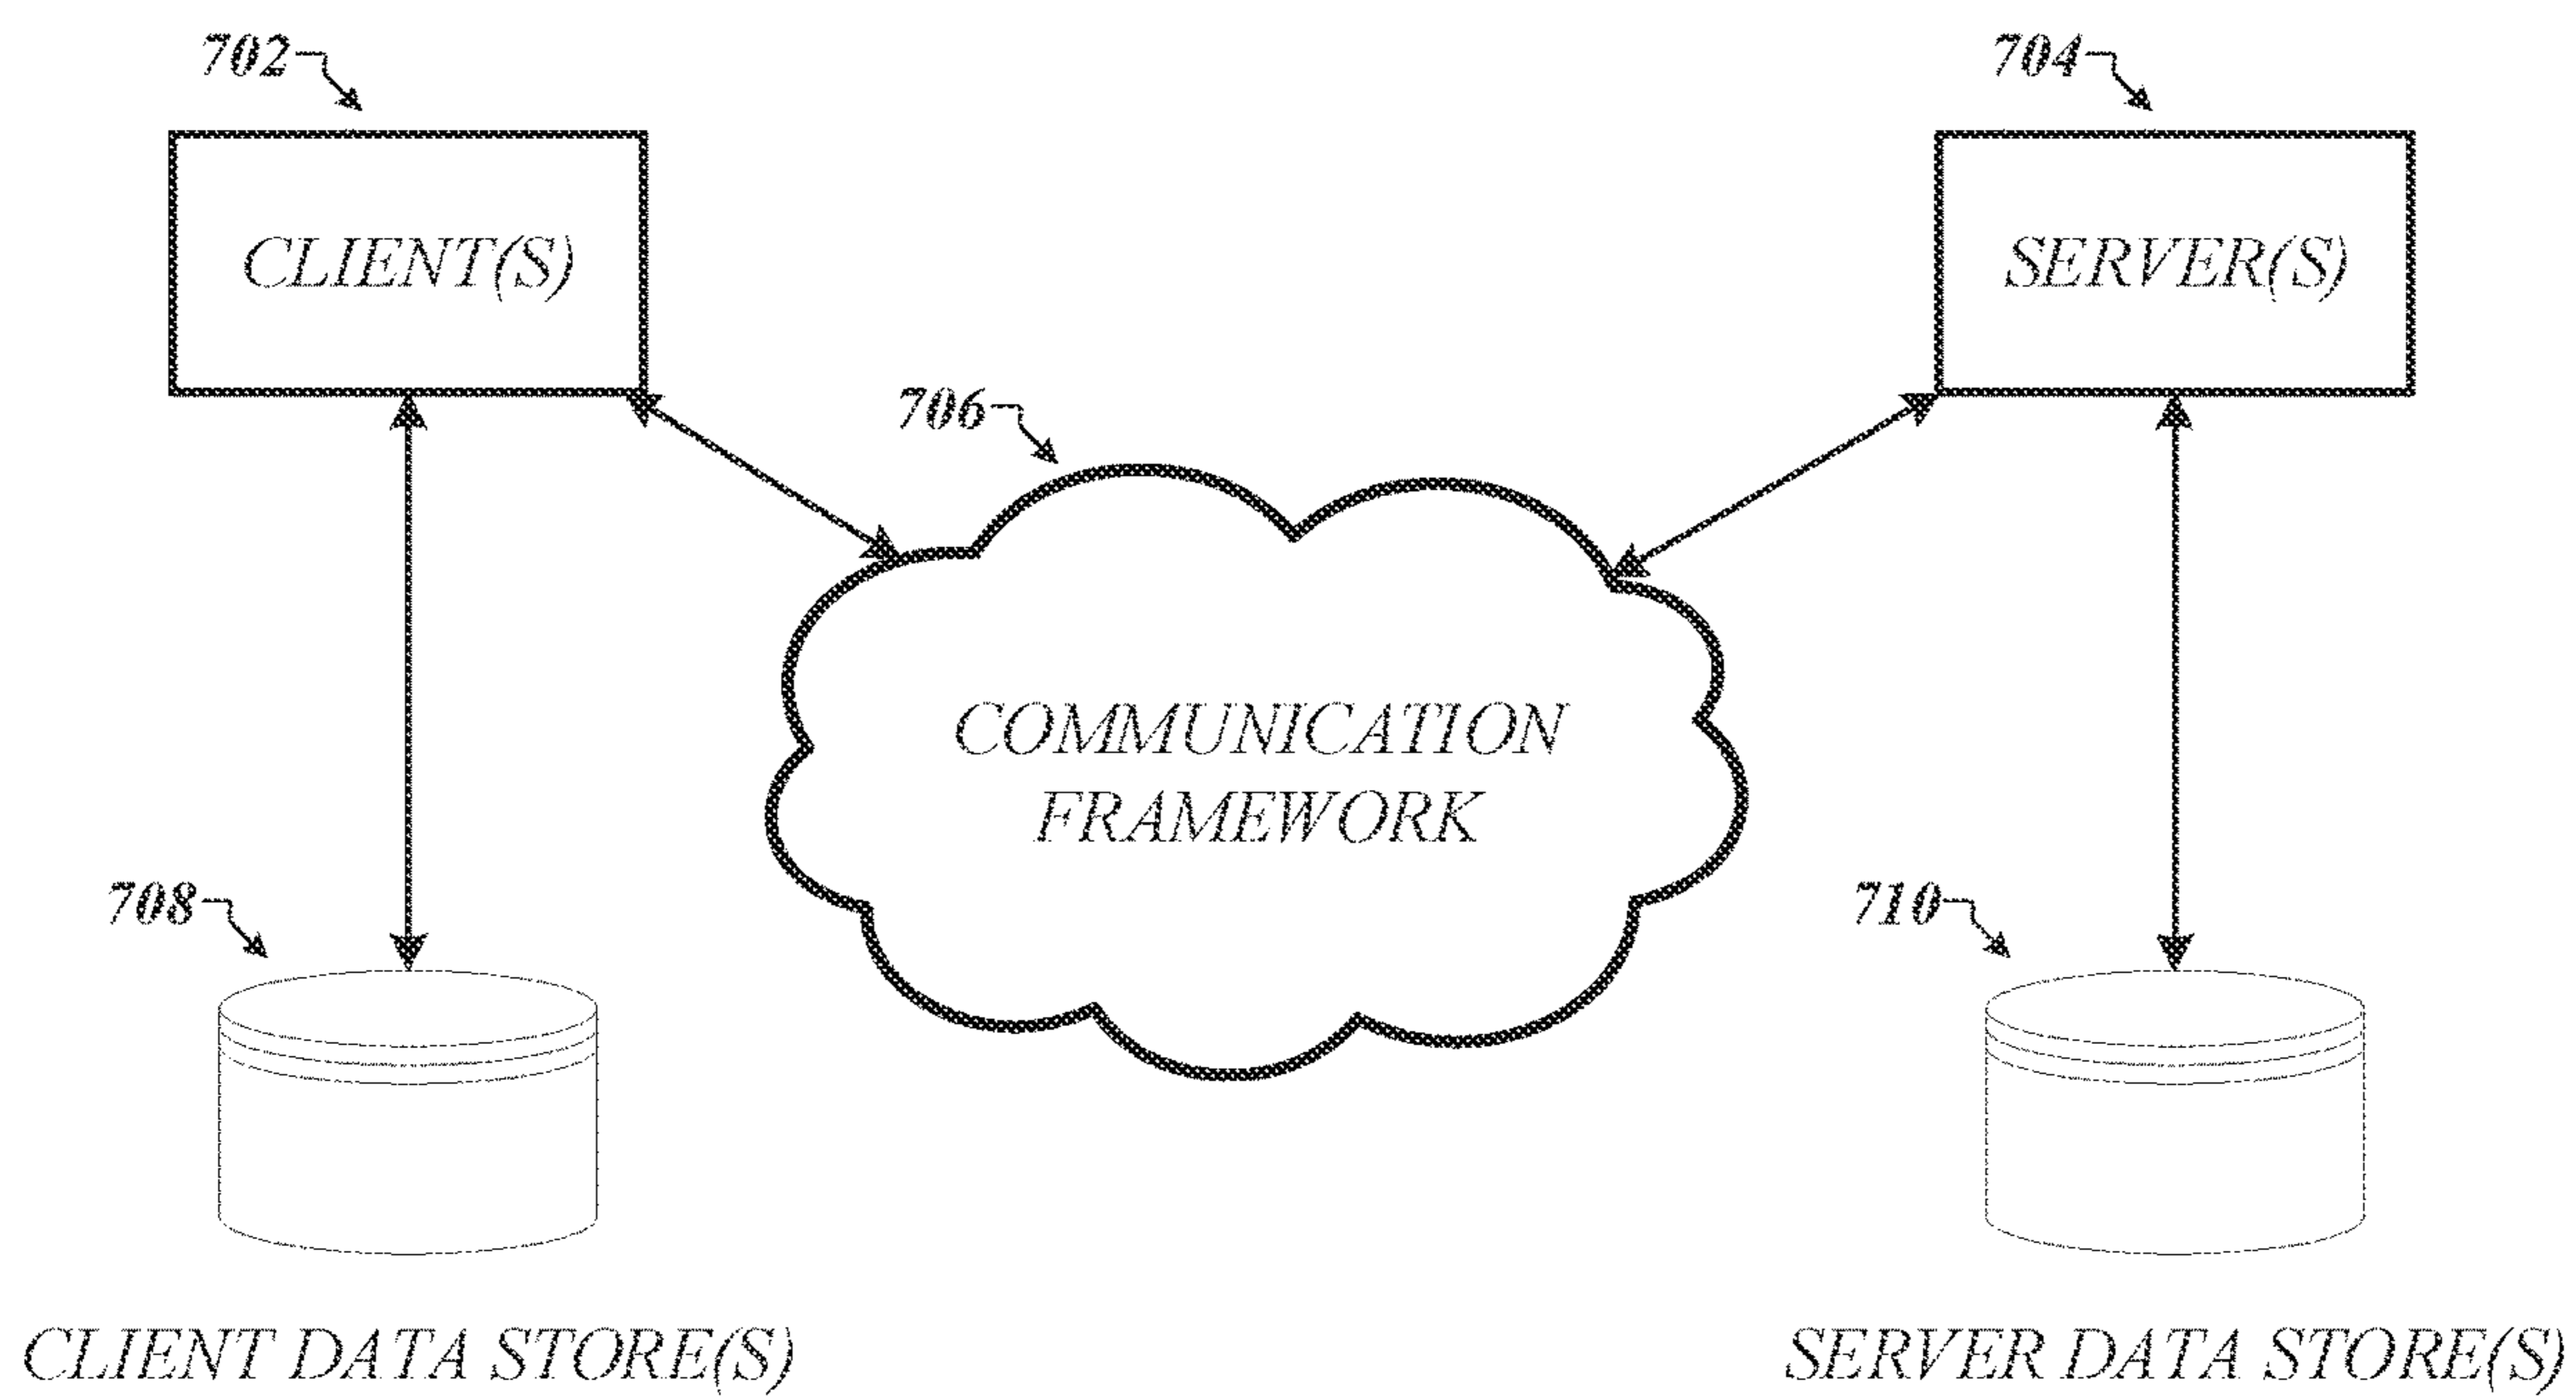 702
704
CLIENT(S)
SERVER(S)
706
COMMUNICATION
FRAMEWORK
708
710
CLIENT DATA STORE(S)
SERVER DATA STORE(S)